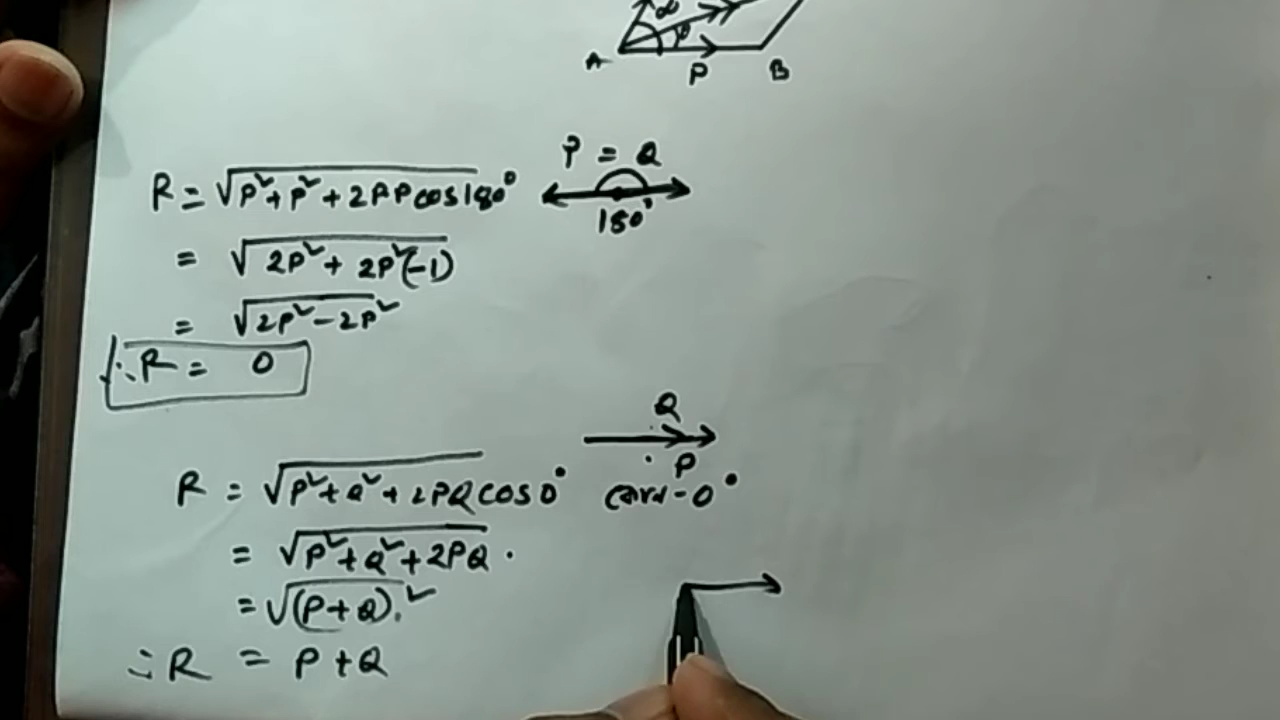 α
θ
A P B
P = Q
R = √P²+P²+2PPcos180°
180°
= √2P²+2P²(-1)
= √2P²-2P²
∴R = 0
Q
P
R = √P²+Q²+2PQcos0°
= √P²+Q²+2PQ.
= √(P+Q)²
∴R = P+Q